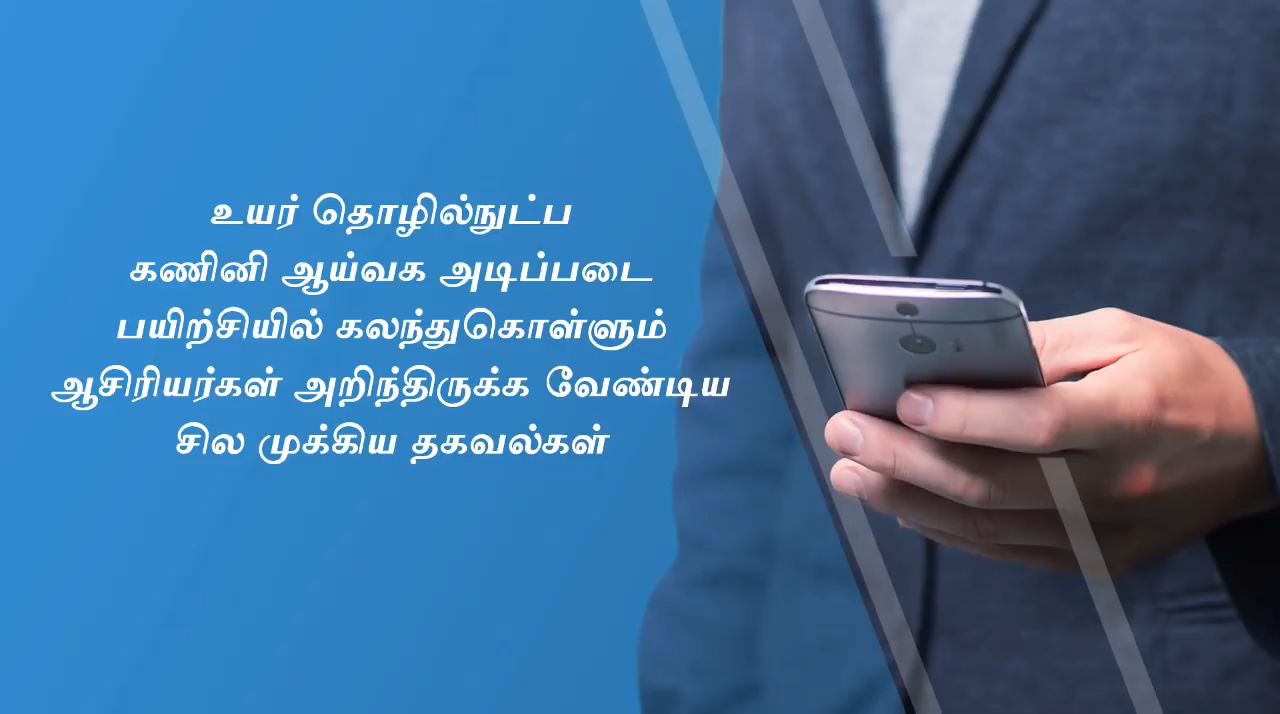 உயர் தொழில்நுட்ப
கணினி ஆய்வக அடிப்படை
பயிற்சியில் கலந்துகொள்ளும்
ஆசிரியர்கள் அறிந்திருக்க வேண்டிய
சில முக்கிய தகவல்கள்